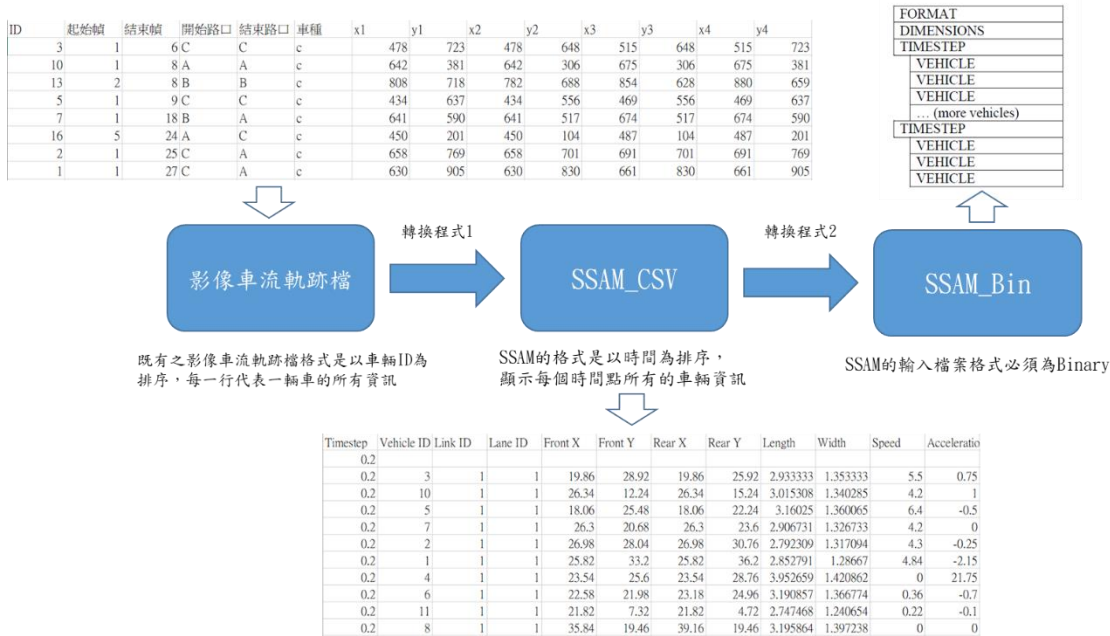 ID 起始幀 結束幀 開始路口 結束路口 車種 x1 y1 x2 y2 x3 y3 x4 y4
3 1 6 C C c 478 723 478 648 515 648 515 723
10 1 8 A A c 642 381 642 306 675 306 675 381
13 2 8 B B c 808 718 782 688 854 628 880 659
5 1 9 C C c 434 637 434 556 469 556 469 637
7 1 18 B A c 641 590 641 517 674 517 674 590
16 5 24 A C c 450 201 450 104 487 104 487 201
2 1 25 C A c 658 769 658 701 691 701 691 769
1 1 27 C A c 630 905 630 830 661 830 661 905
FORMAT
DIMENSIONS
TIMESTEP
VEHICLE
VEHICLE
VEHICLE
… (more vehicles)
TIMESTEP
VEHICLE
VEHICLE
VEHICLE
影像車流軌跡檔
轉換程式1
SSAM_CSV
轉換程式2
SSAM_Bin
既有之影像車流軌跡檔格式是以車輛ID為
排序，每一行代表一輛車的所有資訊
SSAM的格式是以時間為排序，
顯示每個時間點所有的車輛資訊
SSAM的輸入檔案格式必須為Binary
Timestep Vehicle ID Link ID Lane ID Front X Front Y Rear X Rear Y Length Width Speed Acceleratio
0.2
0.2 3 1 1 19.86 28.92 19.86 25.92 2.933333 1.353333 5.5 0.75
0.2 10 1 1 26.34 12.24 26.34 15.24 3.015308 1.340285 4.2 1
0.2 5 1 1 18.06 25.48 18.06 22.24 3.16025 1.360065 6.4 -0.5
0.2 7 1 1 26.3 20.68 26.3 23.6 2.906731 1.326733 4.2 0
0.2 2 1 1 26.98 28.04 26.98 30.76 2.792309 1.317094 4.3 -0.25
0.2 1 1 1 25.82 33.2 25.82 36.2 2.852791 1.28667 4.84 -2.15
0.2 4 1 1 23.54 25.6 23.54 28.76 3.952659 1.420862 0 21.75
0.2 6 1 1 22.58 21.98 23.18 24.96 3.190857 1.366774 0.36 -0.7
0.2 11 1 1 21.82 7.32 21.82 4.72 2.747468 1.240654 0.22 -0.1
0.2 8 1 1 35.84 19.46 39.16 19.46 3.195864 1.397238 0 0